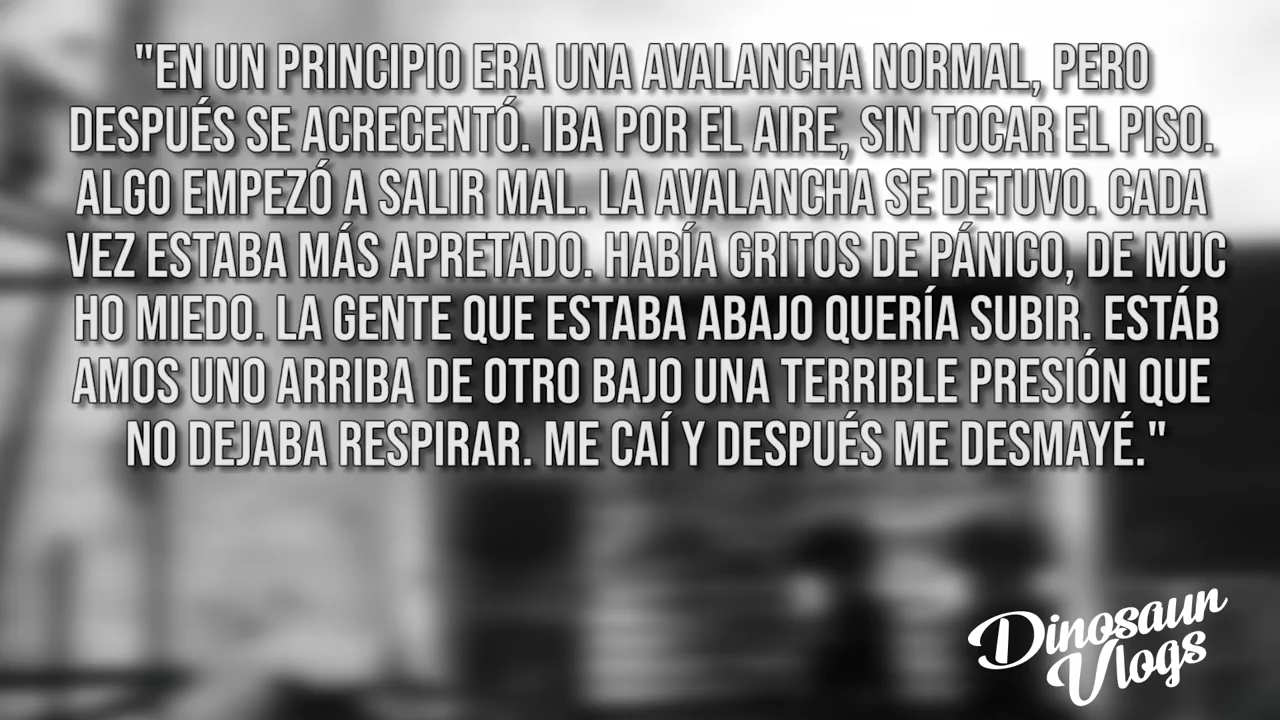 "EN UN PRINCIPIO ERA UNA AVALANCHA NORMAL, PERO
DESPUÉS SE ACRECENTÓ. IBA POR EL AIRE, SIN TOCAR EL PISO.
ALGO EMPEZÓ A SALIR MAL. LA AVALANCHA SE DETUVO. CADA
VEZ ESTABA MÁS APRETADO. HABÍA GRITOS DE PÁNICO, DE MUC
HO MIEDO. LA GENTE QUE ESTABA ABAJO QUERÍA SUBIR. ESTÁB
AMOS UNO ARRIBA DE OTRO BAJO UNA TERRIBLE PRESIÓN QUE
NO DEJABA RESPIRAR. ME CAÍ Y DESPUÉS ME DESMAYÉ."
Dinosaur
Vlogs